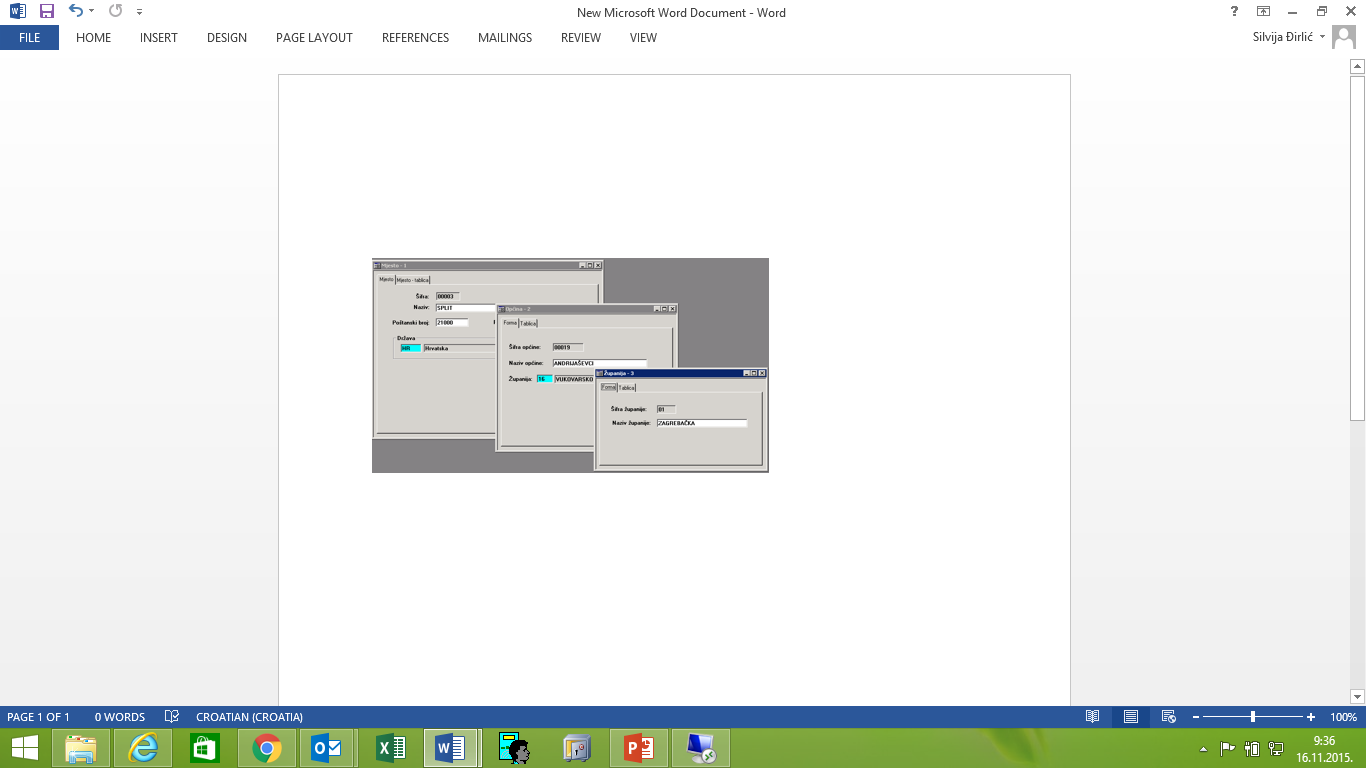 New Microsoft Word Document - Word
FILE HOME INSERT DESIGN PAGE LAYOUT REFERENCES MAILINGS REVIEW VIEW
Silvija Đirlić
Mjesto - 1
Mjesto Mjesto - tablica
Šifra: 00003
Naziv: SPLIT
Poštanski broj: 21000
Država
HR Hrvatska
Općina - 2
Forma Tablica
Šifra općine: 00019
Naziv općine: ANDRIJAŠEVCI
Županija: 16 VUKOVARSKO
Županija - 3
Forma Tablica
Šifra županije: 01
Naziv županije: ZAGREBAČKA
PAGE 1 OF 1 0 WORDS CROATIAN (CROATIA)
100%
9:36
16.11.2015.